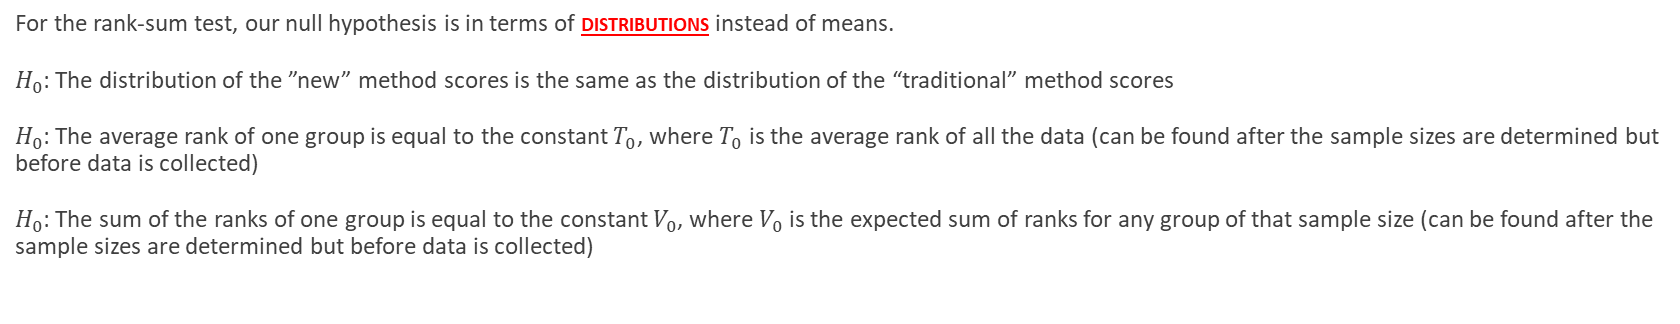 For the rank-sum test, our null hypothesis is in terms of DISTRIBUTIONS instead of means.
H₀: The distribution of the ”new” method scores is the same as the distribution of the “traditional” method scores
H₀: The average rank of one group is equal to the constant T₀, where T₀ is the average rank of all the data (can be found after the sample sizes are determined but
before data is collected)
H₀: The sum of the ranks of one group is equal to the constant V₀, where V₀ is the expected sum of ranks for any group of that sample size (can be found after the
sample sizes are determined but before data is collected)